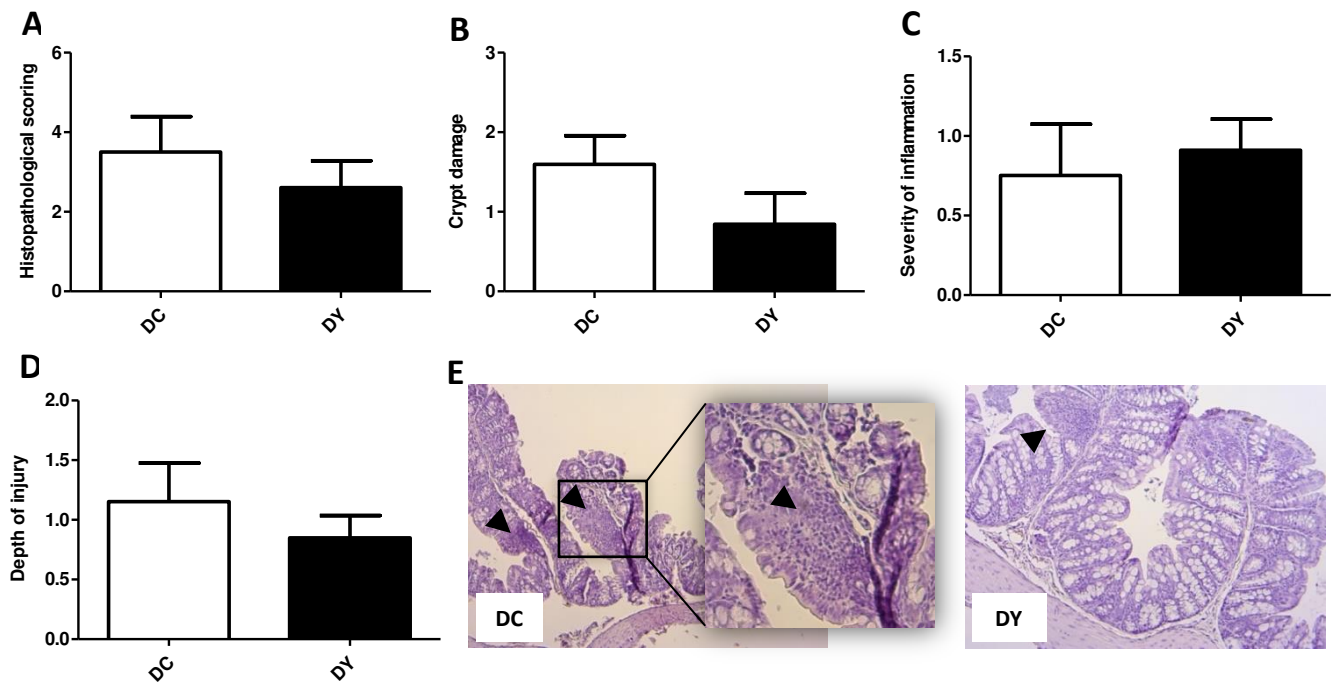 A
Histopathological scoring
6
4
2
0
DC
DY
B
Crypt damage
3
2
1
0
DC
DY
C
Severity of inflammation
1.5
1.0
0.5
0.0
DC
DY
D
Depth of injury
2.0
1.5
1.0
0.5
0.0
DC
DY
E
DC
DY